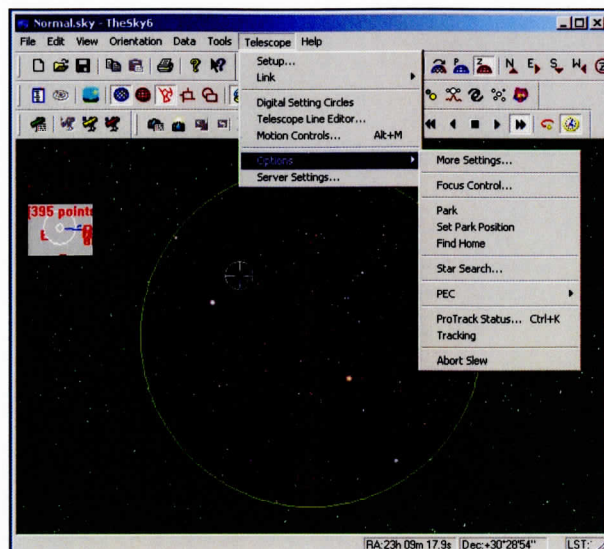 Normal.sky - TheSky6
File Edit View Orientation Data Tools Telescope Help
Setup...
Link
Digital Setting Circles
Telescope Line Editor...
Motion Controls... Alt+M
Options
Server Settings...
More Settings...
Focus Control...
Park
Set Park Position
Find Home
Star Search...
PEC
ProTrack Status... Ctrl+K
Tracking
Abort Slew
Z N E S W
[395 points
RA:23h 09m 17.9s Dec:+30°28'54" LST: